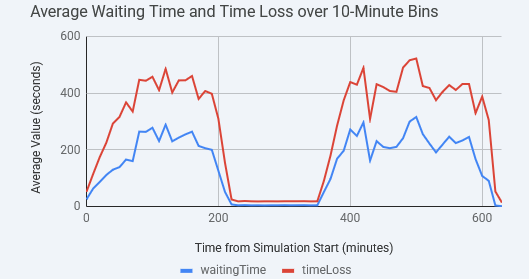 Average Waiting Time and Time Loss over 10-Minute Bins
Average Value (seconds)
600
400
200
0
0 200 400 600
Time from Simulation Start (minutes)
waitingTime timeLoss